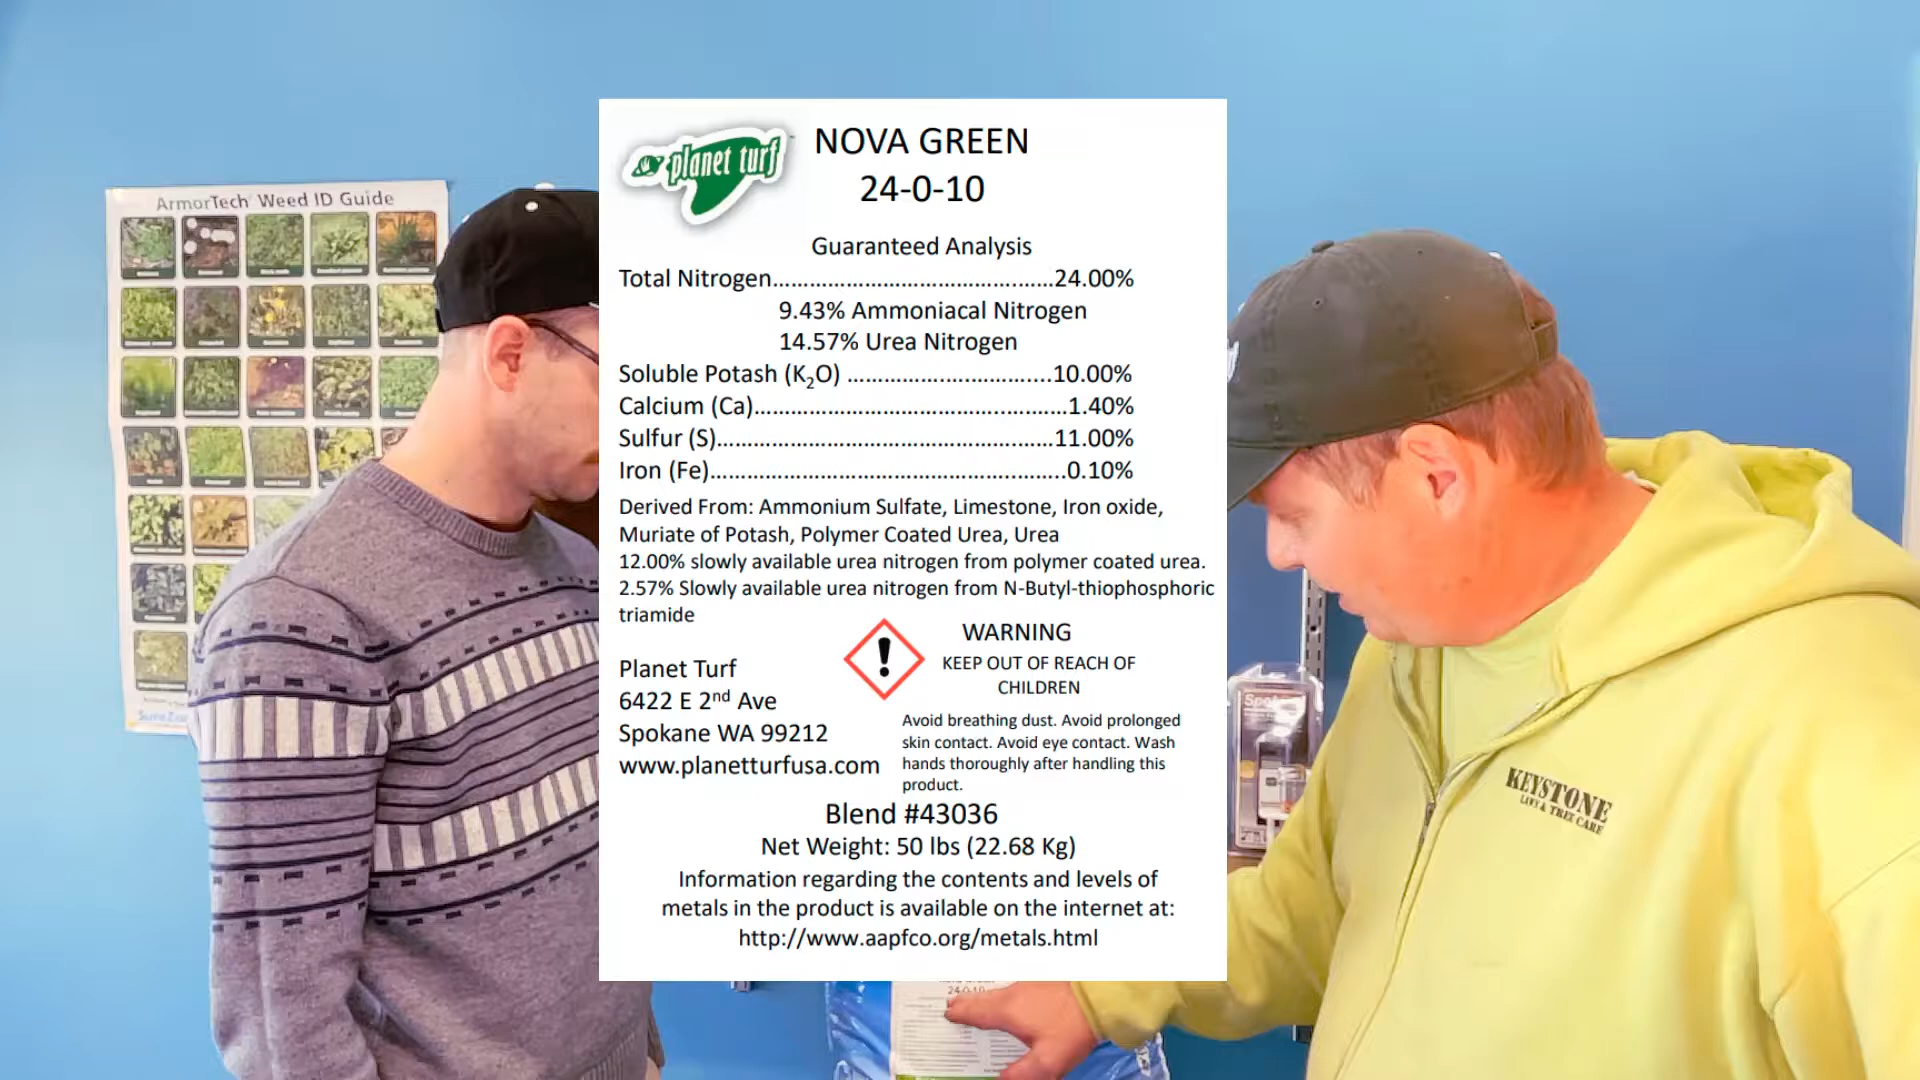 ArmorTech Weed ID Guide
planet turf
NOVA GREEN
24-0-10
Guaranteed Analysis
Total Nitrogen..........................................24.00%
9.43% Ammoniacal Nitrogen
14.57% Urea Nitrogen
Soluble Potash (K₂O) ................................10.00%
Calcium (Ca)................................................1.40%
Sulfur (S)...................................................11.00%
Iron (Fe)......................................................0.10%
Derived From: Ammonium Sulfate, Limestone, Iron oxide,
Muriate of Potash, Polymer Coated Urea, Urea
12.00% slowly available urea nitrogen from polymer coated urea.
2.57% Slowly available urea nitrogen from N-Butyl-thiophosphoric
triamide
WARNING
KEEP OUT OF REACH OF
CHILDREN
Avoid breathing dust. Avoid prolonged
skin contact. Avoid eye contact. Wash
hands thoroughly after handling this
product.
Planet Turf
6422 E 2nd Ave
Spokane WA 99212
www.planetturfusa.com
Blend #43036
Net Weight: 50 lbs (22.68 Kg)
Information regarding the contents and levels of
metals in the product is available on the internet at:
http://www.aapfco.org/metals.html
KEYSTONE
LAWN & TREE CARE
24-0-10